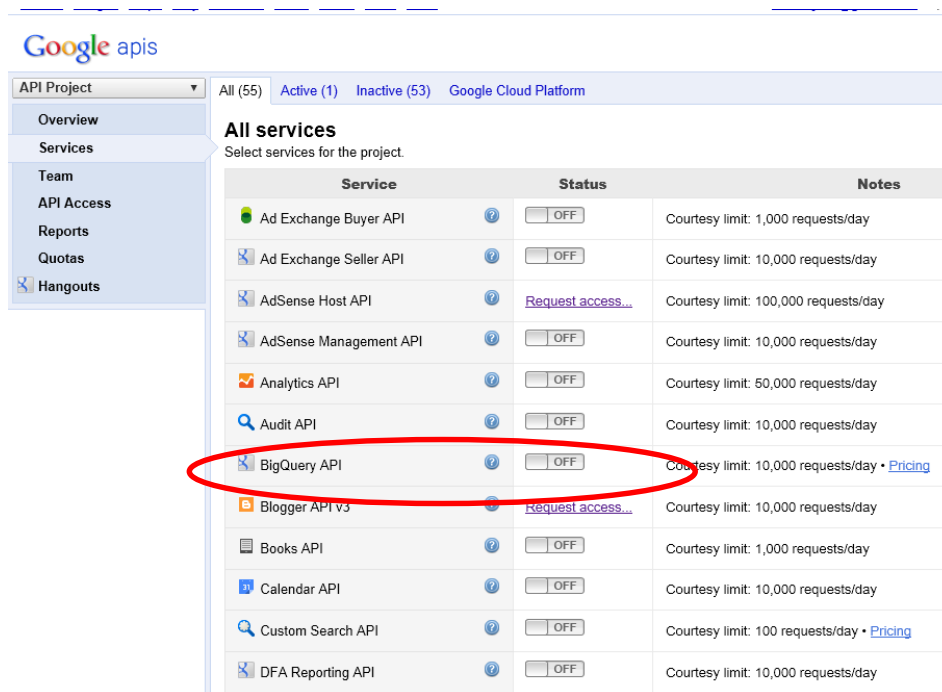 Google apis
API Project
All (55) Active (1) Inactive (53) Google Cloud Platform
Overview
Services
Team
API Access
Reports
Quotas
Hangouts
All services
Select services for the project.
Service Status Notes
Ad Exchange Buyer API ? OFF Courtesy limit: 1,000 requests/day
Ad Exchange Seller API ? OFF Courtesy limit: 10,000 requests/day
AdSense Host API ? Request access... Courtesy limit: 100,000 requests/day
AdSense Management API ? OFF Courtesy limit: 10,000 requests/day
Analytics API ? OFF Courtesy limit: 50,000 requests/day
Audit API ? OFF Courtesy limit: 10,000 requests/day
BigQuery API ? OFF Courtesy limit: 10,000 requests/day • Pricing
Blogger API v3 ? Request access... Courtesy limit: 10,000 requests/day
Books API ? OFF Courtesy limit: 1,000 requests/day
31 Calendar API ? OFF Courtesy limit: 10,000 requests/day
Custom Search API ? OFF Courtesy limit: 100 requests/day • Pricing
DFA Reporting API ? OFF Courtesy limit: 10,000 requests/day